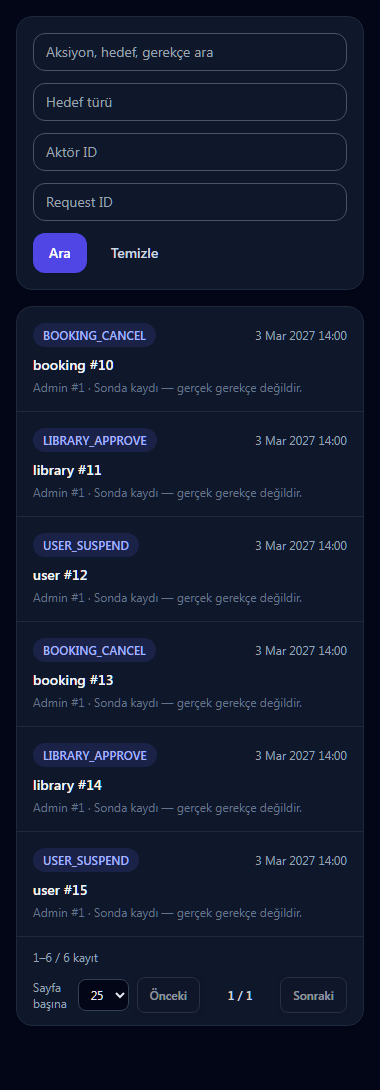 Aksiyon, hedef, gerekçe ara
Hedef türü
Aktör ID
Request ID
Ara Temizle
BOOKING_CANCEL 3 Mar 2027 14:00
booking #10
Admin #1 · Sonda kaydı — gerçek gerekçe değildir.
LIBRARY_APPROVE 3 Mar 2027 14:00
library #11
Admin #1 · Sonda kaydı — gerçek gerekçe değildir.
USER_SUSPEND 3 Mar 2027 14:00
user #12
Admin #1 · Sonda kaydı — gerçek gerekçe değildir.
BOOKING_CANCEL 3 Mar 2027 14:00
booking #13
Admin #1 · Sonda kaydı — gerçek gerekçe değildir.
LIBRARY_APPROVE 3 Mar 2027 14:00
library #14
Admin #1 · Sonda kaydı — gerçek gerekçe değildir.
USER_SUSPEND 3 Mar 2027 14:00
user #15
Admin #1 · Sonda kaydı — gerçek gerekçe değildir.
1–6 / 6 kayıt
Sayfa başına 25 Önceki 1 / 1 Sonraki